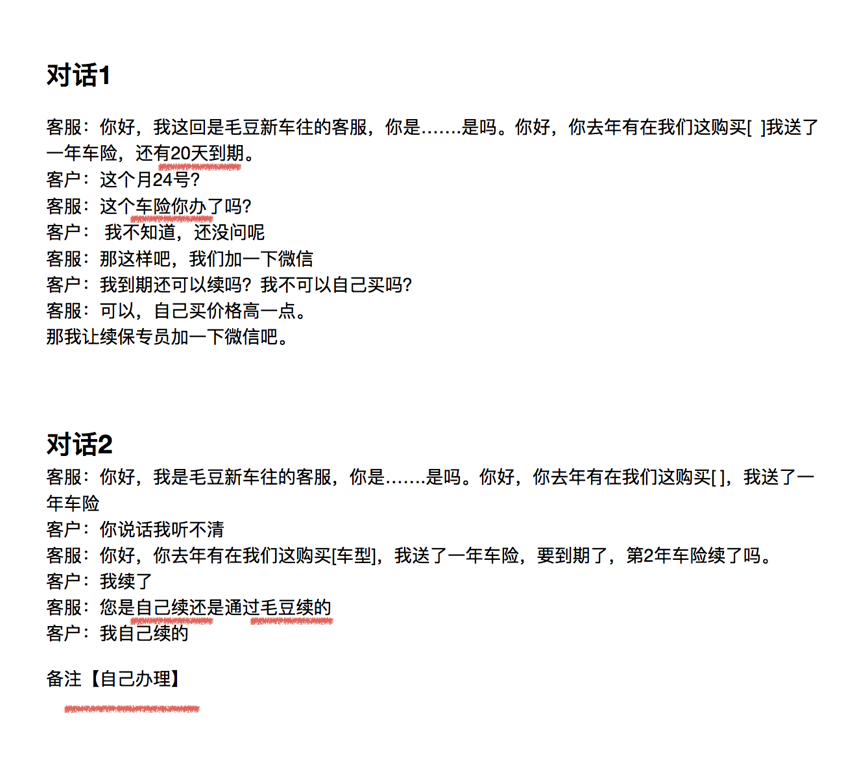 对话1
客服：你好，我这回是毛豆新车往的客服，你是…….是吗。你好，你去年有在我们这购买[  ]我送了
一年车险，还有20天到期。
客户：这个月24号？
客服：这个车险你办了吗？
客户： 我不知道，还没问呢
客服：那这样吧，我们加一下微信
客户：我到期还可以续吗？我不可以自己买吗？
客服：可以，自己买价格高一点。
那我让续保专员加一下微信吧。
对话2
客服：你好，我是毛豆新车往的客服，你是…….是吗。你好，你去年有在我们这购买[ ]，我送了一
年车险
客户：你说话我听不清
客服：你好，你去年有在我们这购买[车型]，我送了一年车险，要到期了，第2年车险续了吗。
客户：我续了
客服：您是自己续还是通过毛豆续的
客户：我自己续的
备注【自己办理】